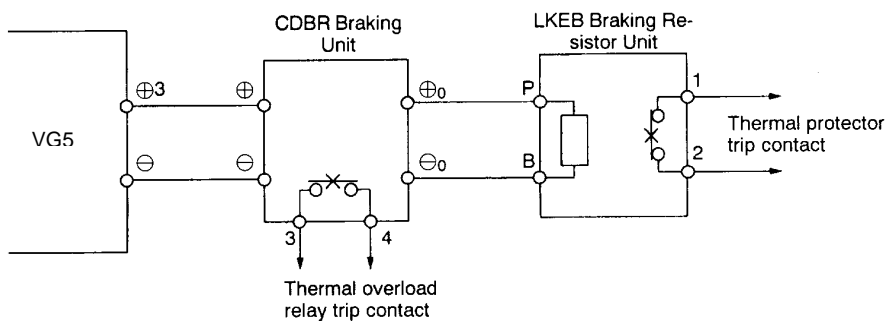 CDBR Braking
Unit
LKEB Braking Re-
sistor Unit
⊕3
⊕
⊕0
P
1
VG5
Thermal protector
trip contact
⊖
⊖
⊖0
B
2
3
4
Thermal overload
relay trip contact